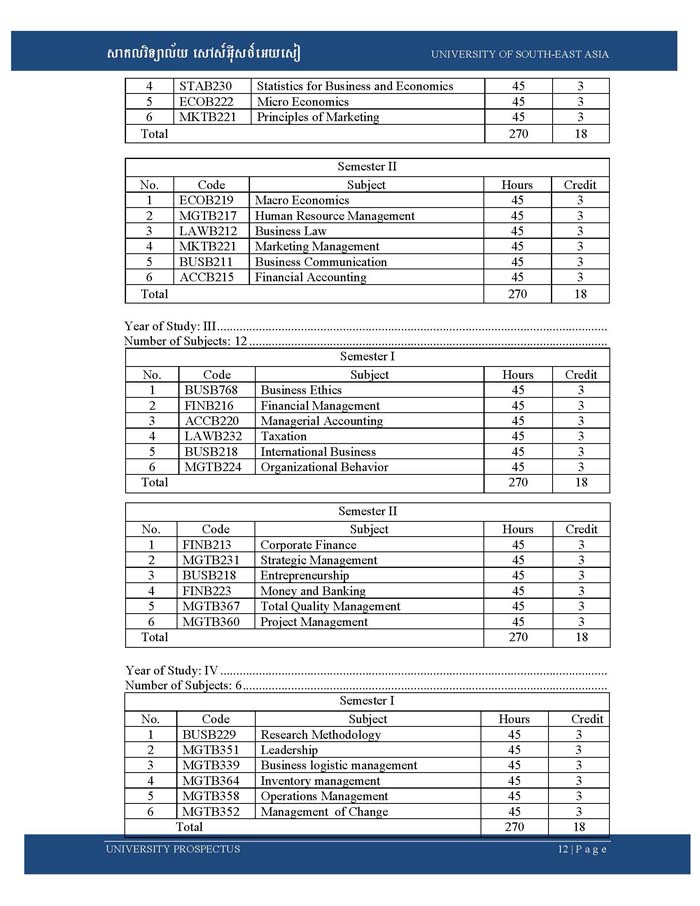 សាកលវិទ្យាល័យ សៅស៍អ៊ីសថ៍អេយសៀ UNIVERSITY OF SOUTH-EAST ASIA
4 STAB230 Statistics for Business and Economics 45 3
5 ECOB222 Micro Economics 45 3
6 MKTB221 Principles of Marketing 45 3
Total 270 18
Semester II
No. Code Subject Hours Credit
1 ECOB219 Macro Economics 45 3
2 MGTB217 Human Resource Management 45 3
3 LAWB212 Business Law 45 3
4 MKTB221 Marketing Management 45 3
5 BUSB211 Business Communication 45 3
6 ACCB215 Financial Accounting 45 3
Total 270 18
Year of Study: III
Number of Subjects: 12
Semester I
No. Code Subject Hours Credit
1 BUSB768 Business Ethics 45 3
2 FINB216 Financial Management 45 3
3 ACCB220 Managerial Accounting 45 3
4 LAWB232 Taxation 45 3
5 BUSB218 International Business 45 3
6 MGTB224 Organizational Behavior 45 3
Total 270 18
Semester II
No. Code Subject Hours Credit
1 FINB213 Corporate Finance 45 3
2 MGTB231 Strategic Management 45 3
3 BUSB218 Entrepreneurship 45 3
4 FINB223 Money and Banking 45 3
5 MGTB367 Total Quality Management 45 3
6 MGTB360 Project Management 45 3
Total 270 18
Year of Study: IV
Number of Subjects: 6
Semester I
No. Code Subject Hours Credit
1 BUSB229 Research Methodology 45 3
2 MGTB351 Leadership 45 3
3 MGTB339 Business logistic management 45 3
4 MGTB364 Inventory management 45 3
5 MGTB358 Operations Management 45 3
6 MGTB352 Management of Change 45 3
Total 270 18
UNIVERSITY PROSPECTUS 12 | P a g e